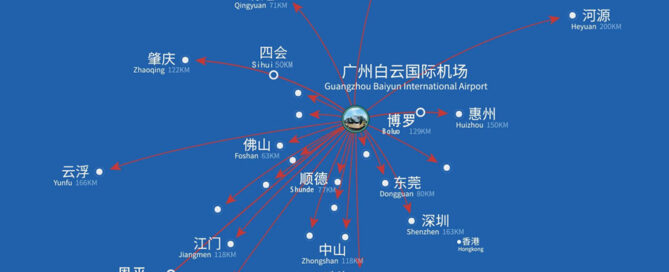 Qingyuan 71KM
河源
Heyuan 200KM
肇庆
Zhaoqing 122KM
四会
Sihui 50KM
广州白云国际机场
Guangzhou Baiyun International Airport
博罗
Boluo 129KM
惠州
Huizhou 150KM
佛山
Foshan 63KM
云浮
Yunfu 166KM
顺德
Shunde 77KM
东莞
Dongguan 80KM
深圳
Shenzhen 163KM
香港
Hongkong
江门
Jiangmen 118KM
中山
Zhongshan 118KM